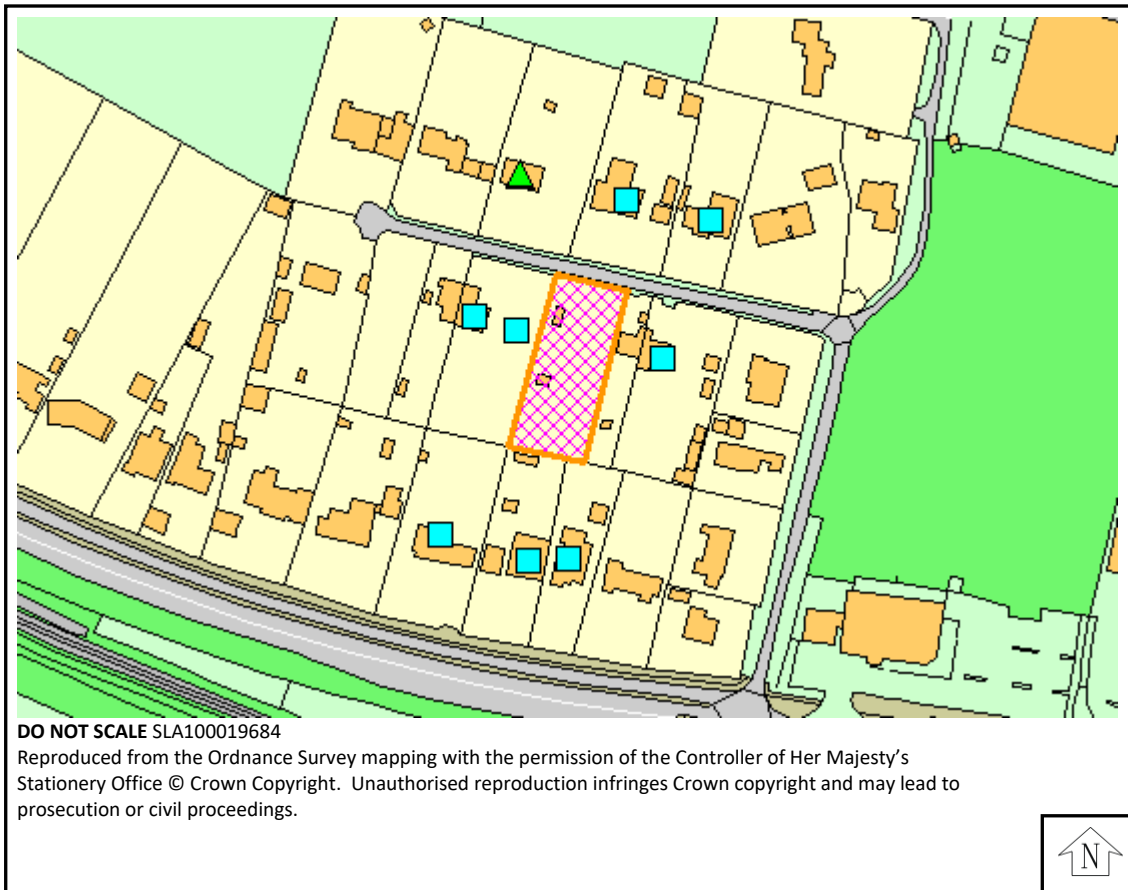 DO NOT SCALE SLA100019684
Reproduced from the Ordnance Survey mapping with the permission of the Controller of Her Majesty’s
Stationery Office © Crown Copyright.  Unauthorised reproduction infringes Crown copyright and may lead to
prosecution or civil proceedings.
N